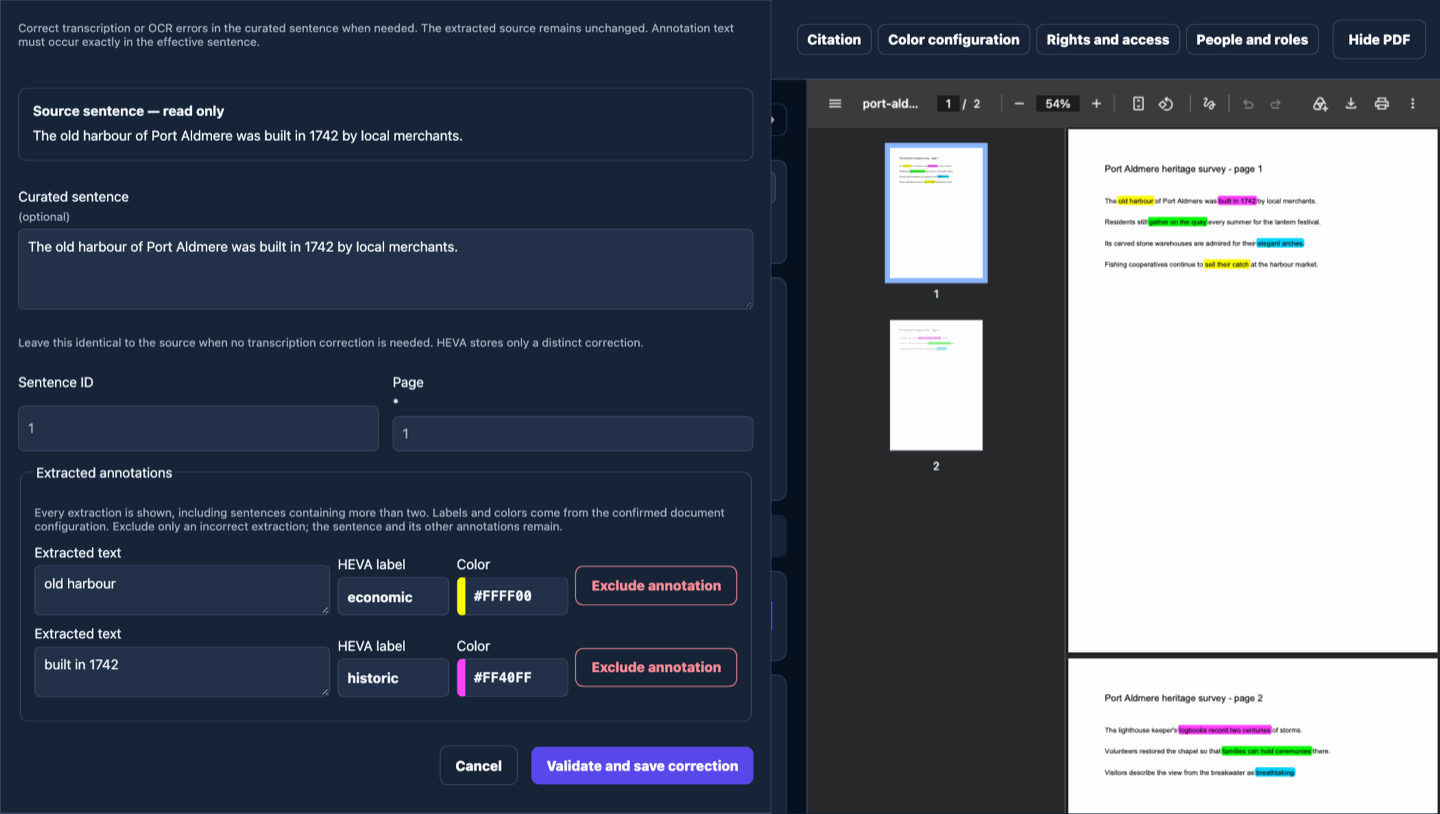 Correct transcription or OCR errors in the curated sentence when needed. The extracted source remains unchanged. Annotation text
must occur exactly in the effective sentence.
Source sentence — read only
The old harbour of Port Aldmere was built in 1742 by local merchants.
Curated sentence
(optional)
The old harbour of Port Aldmere was built in 1742 by local merchants.
Leave this identical to the source when no transcription correction is needed. HEVA stores only a distinct correction.
Sentence ID
1
Page
*
1
Extracted annotations
Every extraction is shown, including sentences containing more than two. Labels and colors come from the confirmed document
configuration. Exclude only an incorrect extraction; the sentence and its other annotations remain.
Extracted text
old harbour
HEVA label
economic
Color
#FFFF00
Exclude annotation
Extracted text
built in 1742
HEVA label
historic
Color
#FF40FF
Exclude annotation
Cancel
Validate and save correction
Citation
Color configuration
Rights and access
People and roles
Hide PDF
port-ald...
1 / 2
54%
1
2
Port Aldmere heritage survey - page 1
The old harbour of Port Aldmere was built in 1742 by local merchants.
Residents still gather on the quay every summer for the lantern festival.
Its carved stone warehouses are admired for their elegant arches.
Fishing cooperatives continue to sell their catch at the harbour market.
Port Aldmere heritage survey - page 2
The lighthouse keeper's logbooks record two centuries of storms.
Volunteers restored the chapel so that families can hold ceremonies there.
Visitors describe the view from the breakwater as breathtaking